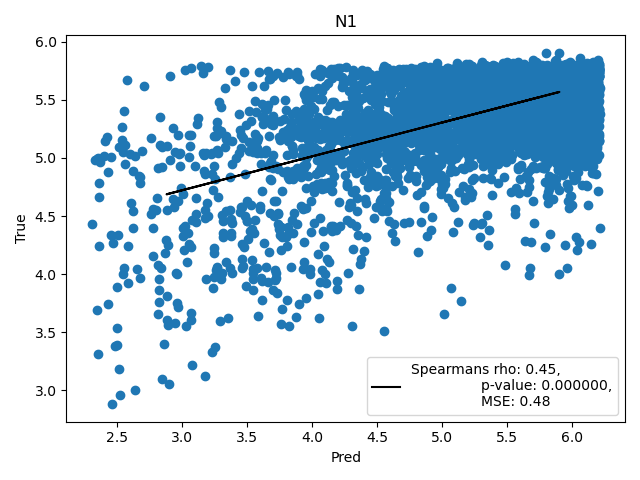 N1
True
6.0
5.5
5.0
4.5
4.0
3.5
3.0
Spearmans rho: 0.45,
p-value: 0.000000,
MSE: 0.48
2.5 3.0 3.5 4.0 4.5 5.0 5.5 6.0
Pred